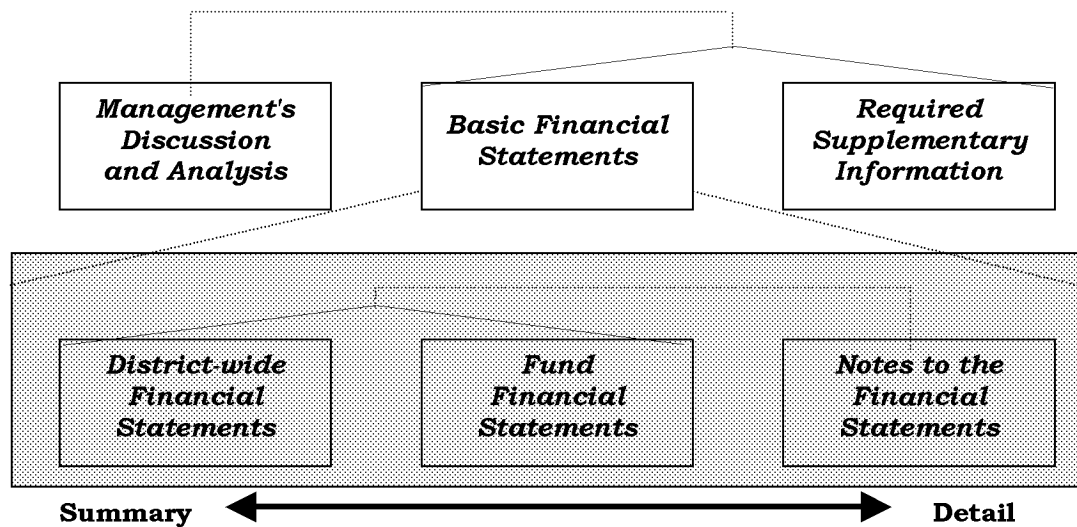 Management's
Discussion
and Analysis
Basic Financial
Statements
Required
Supplementary
Information
District-wide
Financial
Statements
Fund
Financial
Statements
Notes to the
Financial
Statements
Summary
Detail